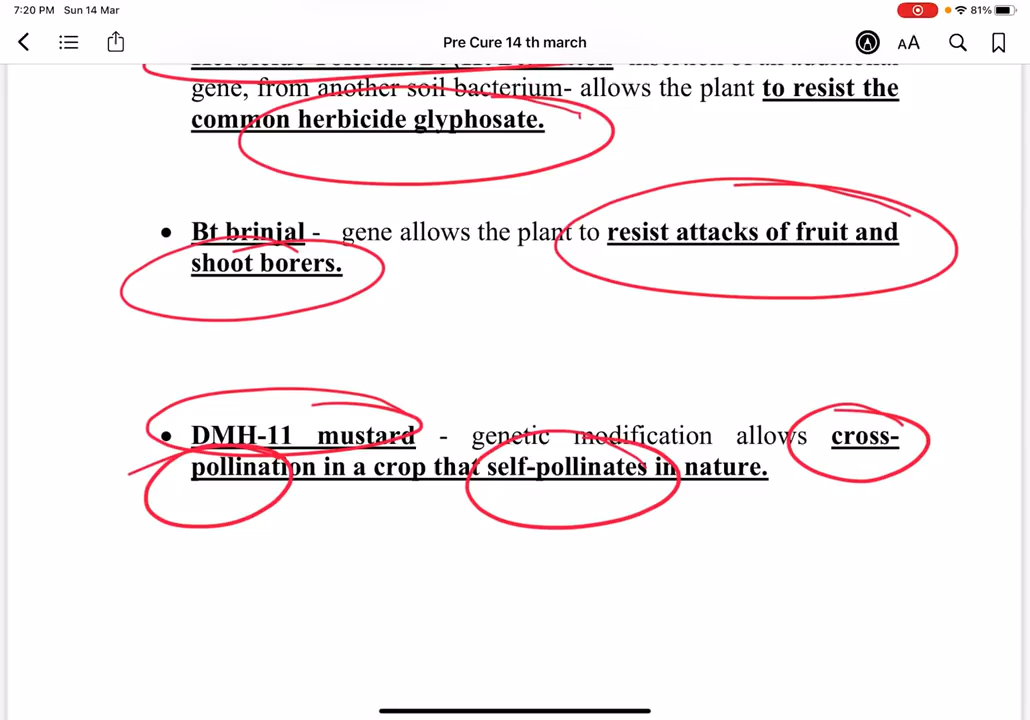 7:20 PM Sun 14 Mar
81%
Pre Cure 14 th march
AA
gene, from another soil bacterium- allows the plant to resist the
common herbicide glyphosate.
• Bt brinjal - gene allows the plant to resist attacks of fruit and
shoot borers.
• DMH-11 mustard - genetic modification allows cross-
pollination in a crop that self-pollinates in nature.